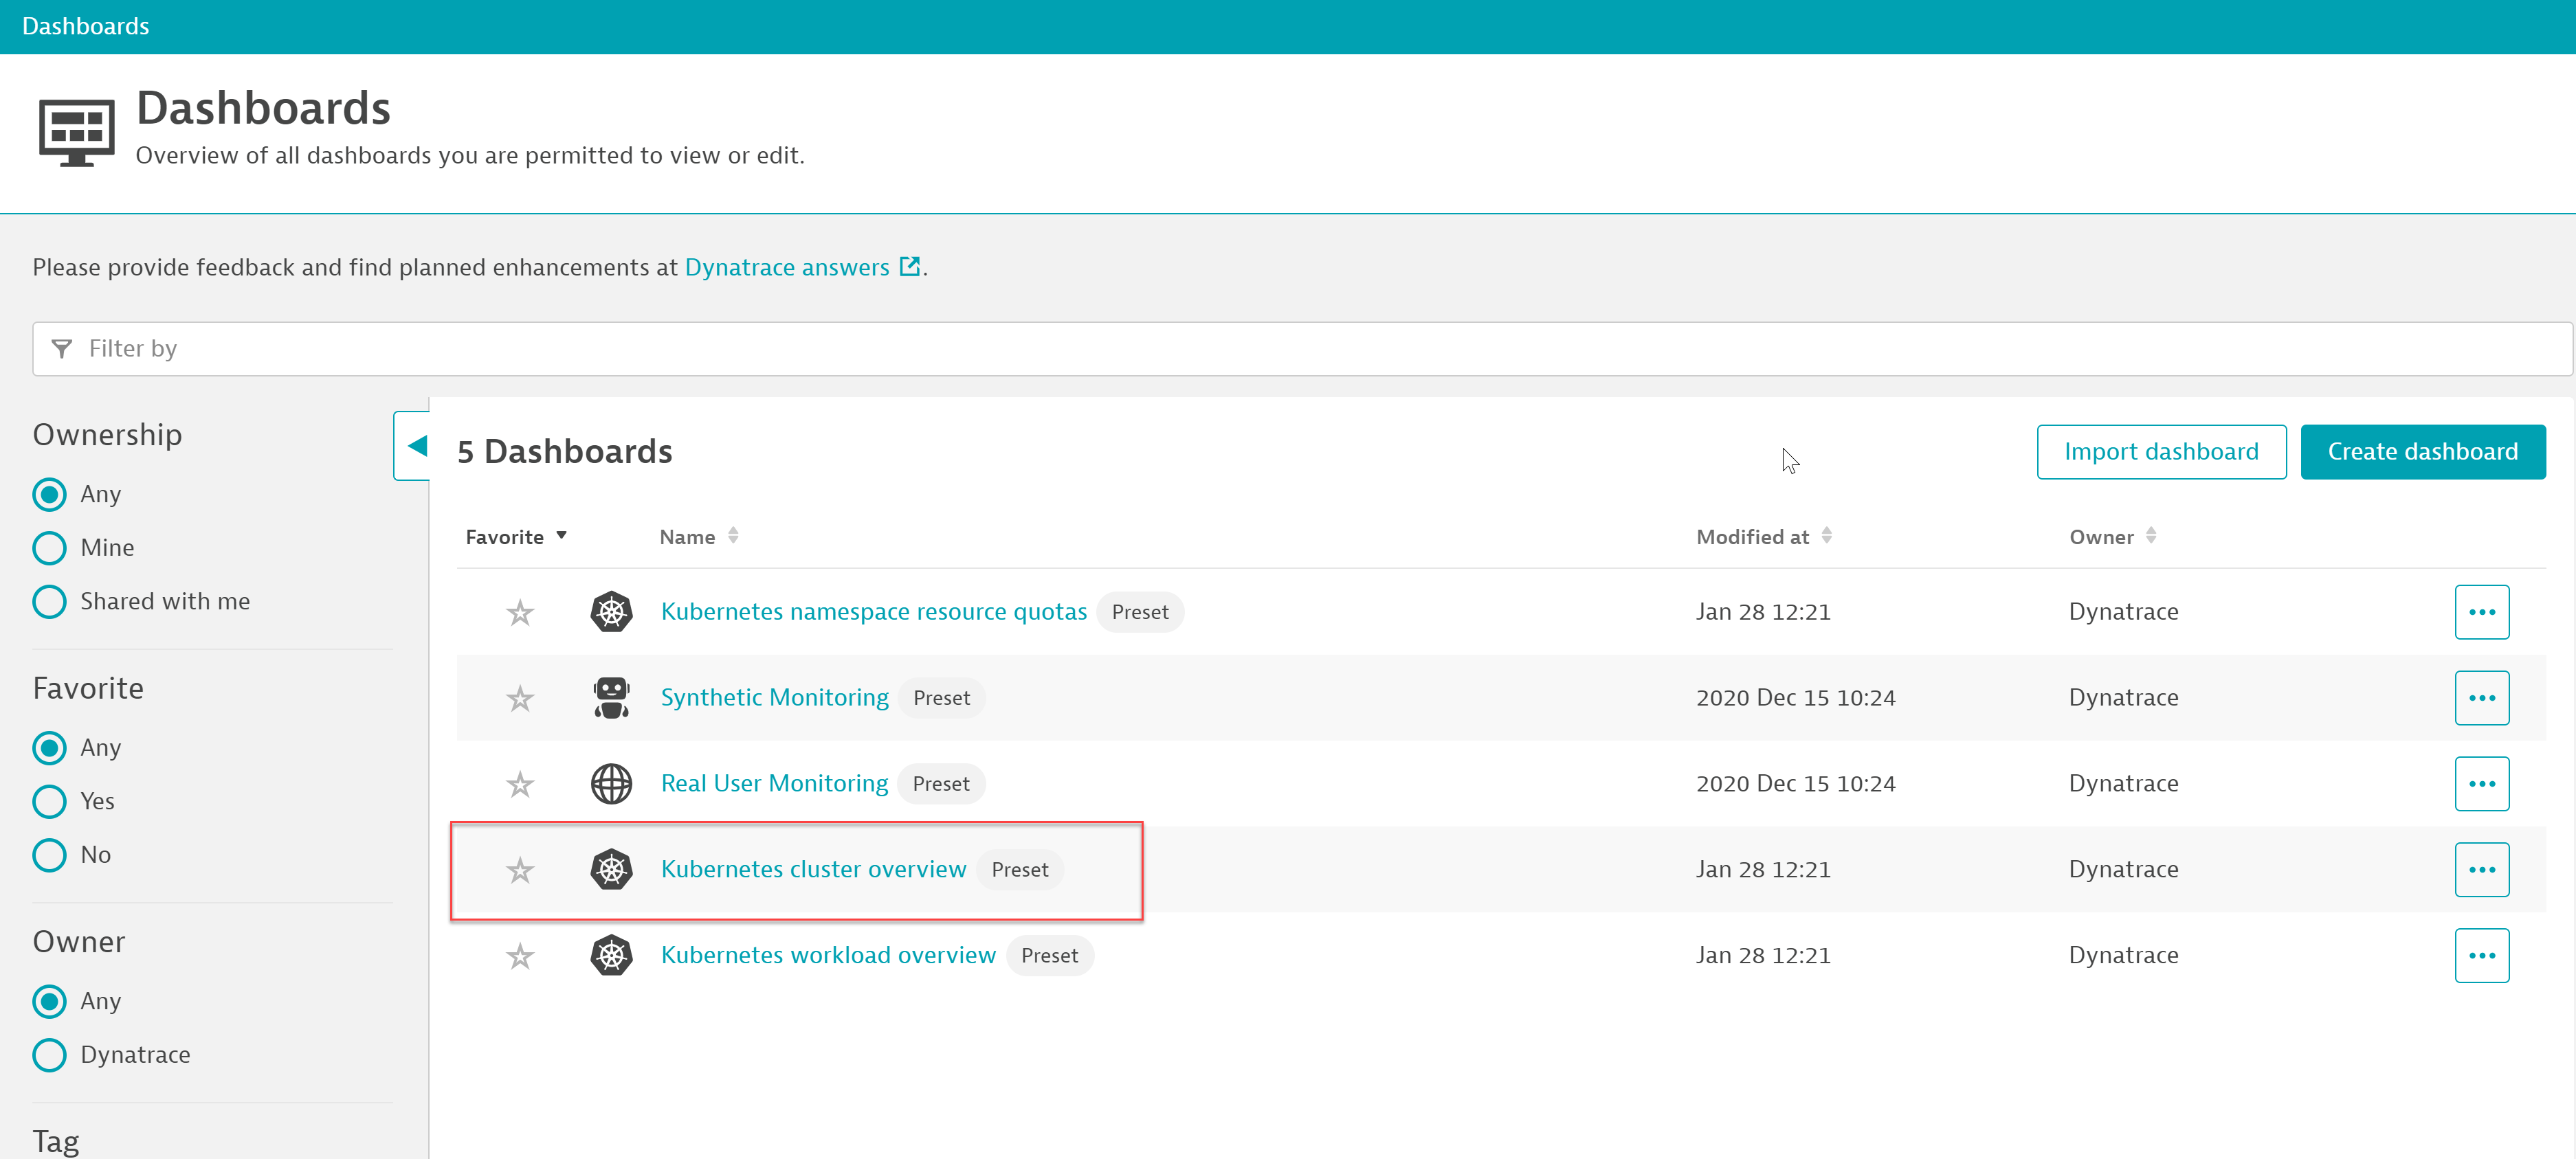 Dashboards
Dashboards
Overview of all dashboards you are permitted to view or edit.
Please provide feedback and find planned enhancements at Dynatrace answers .
Filter by
Ownership
Any
Mine
Shared with me
Favorite
Any
Yes
No
Owner
Any
Dynatrace
Tag
5 Dashboards
Import dashboard
Create dashboard
Favorite Name Modified at Owner
Kubernetes namespace resource quotas Preset Jan 28 12:21 Dynatrace
Synthetic Monitoring Preset 2020 Dec 15 10:24 Dynatrace
Real User Monitoring Preset 2020 Dec 15 10:24 Dynatrace
Kubernetes cluster overview Preset Jan 28 12:21 Dynatrace
Kubernetes workload overview Preset Jan 28 12:21 Dynatrace